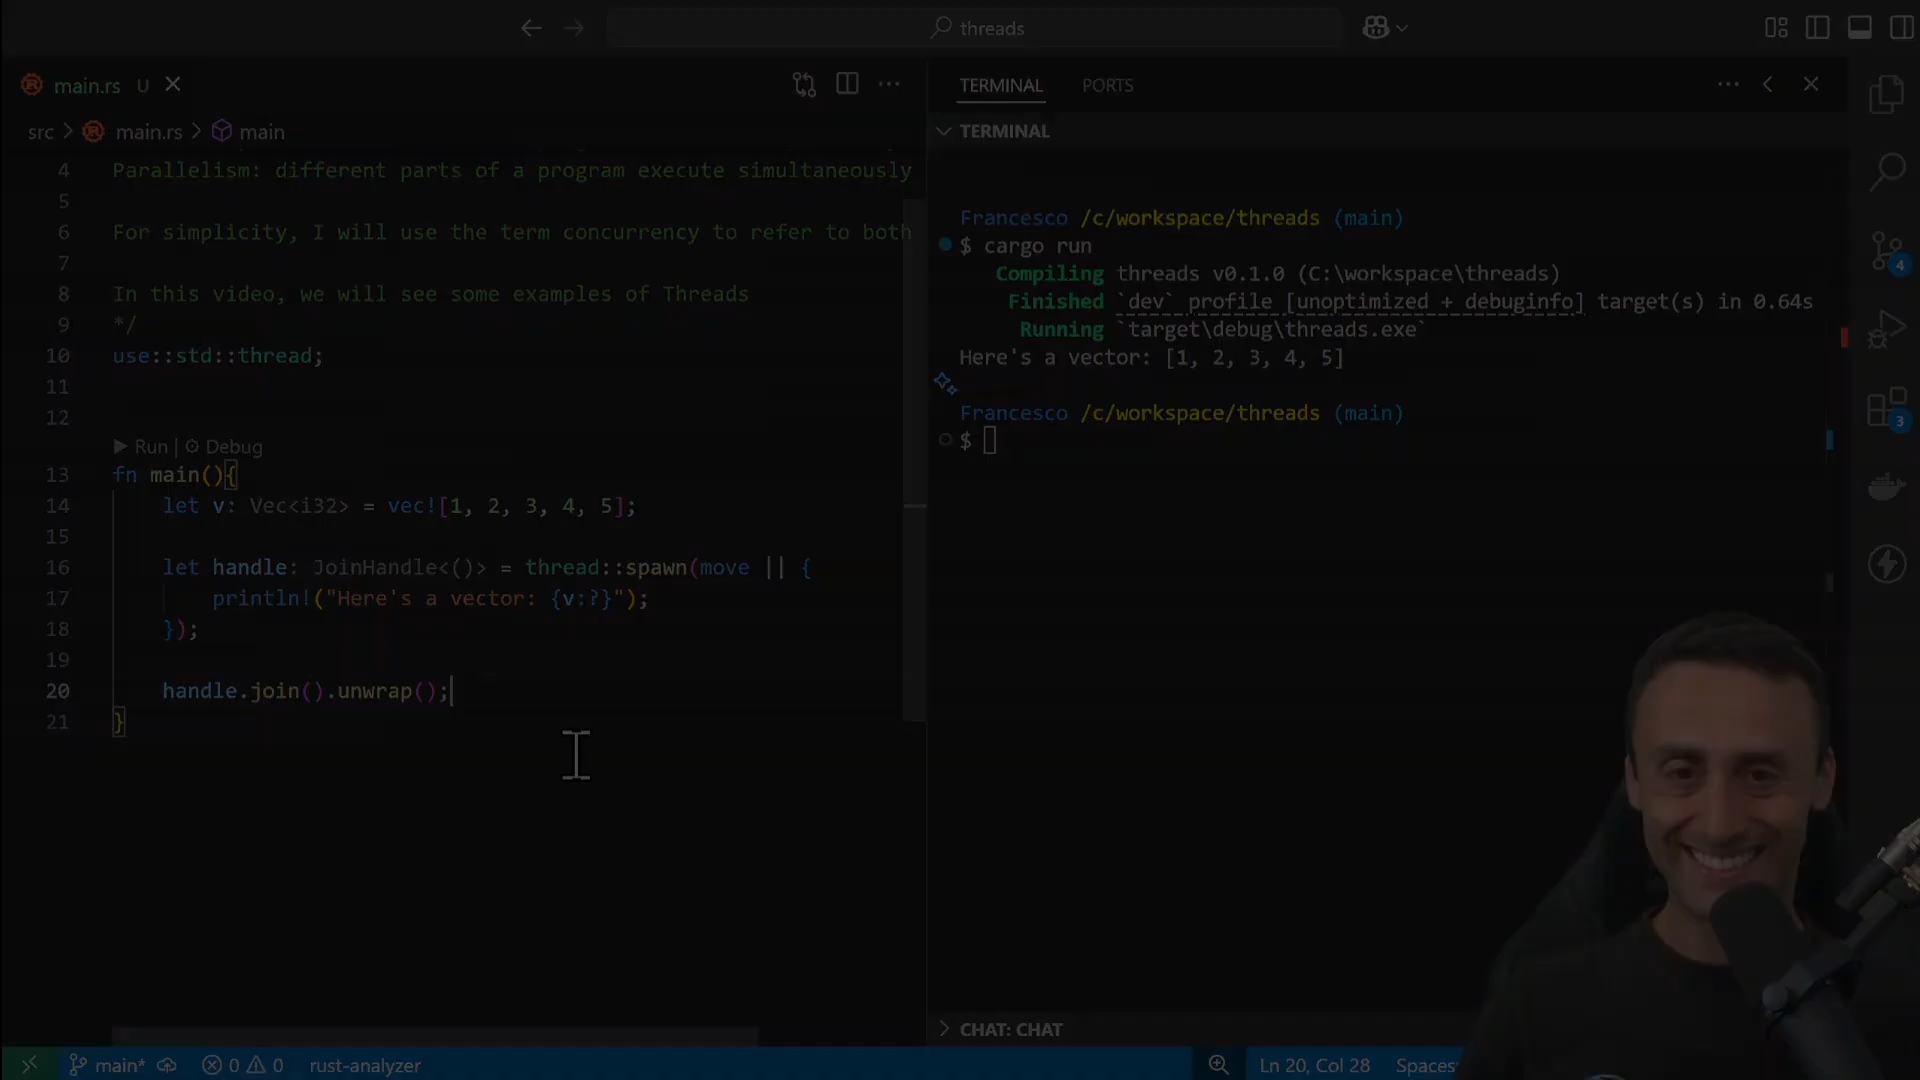 threads
main.rs U
TERMINAL PORTS
src > main.rs > main
TERMINAL
4 Parallelism: different parts of a program execute simultaneously
5
6 For simplicity, I will use the term concurrency to refer to both
7
8 In this video, we will see some examples of Threads
9 */
10 use::std::thread;
11
12
Run | Debug
13 fn main(){
14 let v: Vec<i32> = vec![1, 2, 3, 4, 5];
15
16 let handle: JoinHandle<()> = thread::spawn(move || {
17 println!("Here's a vector: {v:?}");
18 });
19
20 handle.join().unwrap();
21 }
Francesco /c/workspace/threads (main)
$ cargo run
Compiling threads v0.1.0 (C:\workspace\threads)
Finished `dev` profile [unoptimized + debuginfo] target(s) in 0.64s
Running `target\debug\threads.exe`
Here's a vector: [1, 2, 3, 4, 5]
Francesco /c/workspace/threads (main)
$
4
3
CHAT: CHAT
main* 0 0 rust-analyzer Ln 20, Col 28 Spaces